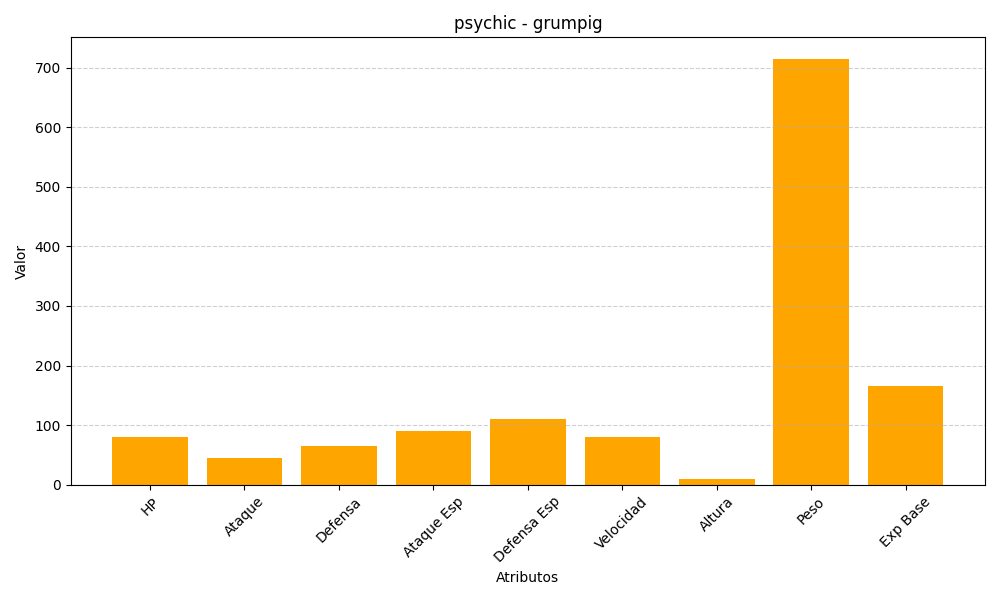 psychic - grumpig
Valor
700
600
500
400
300
200
100
0
HP
Ataque
Defensa
Ataque Esp
Defensa Esp
Velocidad
Altura
Peso
Exp Base
Atributos